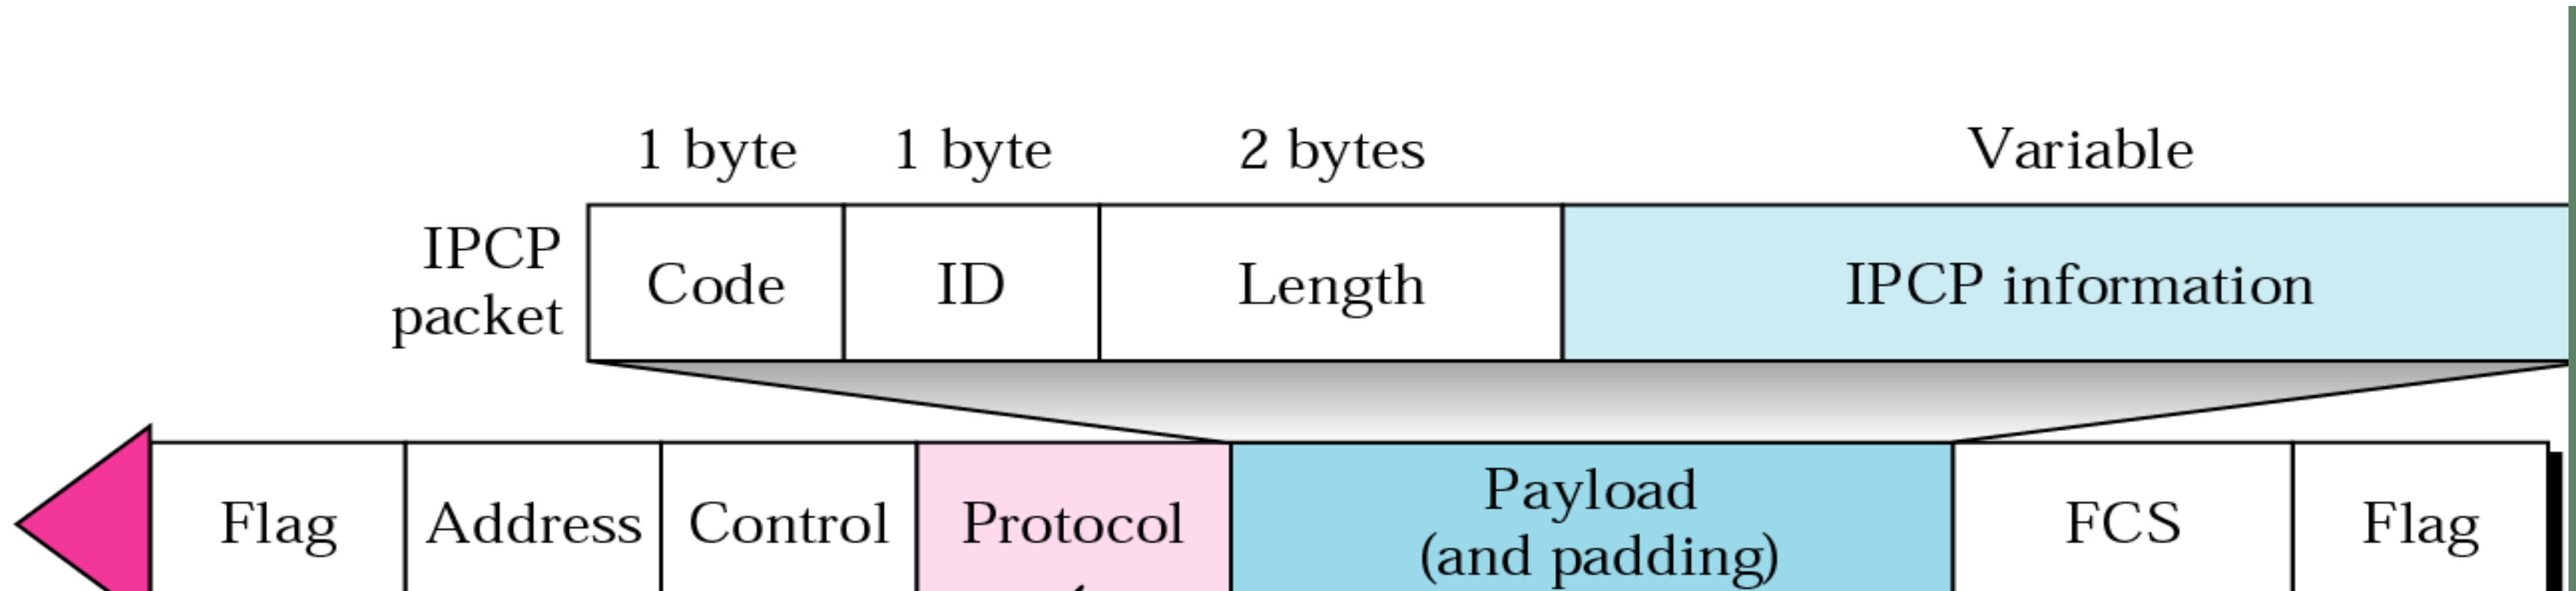 1 byte 1 byte 2 bytes Variable
IPCP
packet
Code ID Length IPCP information
Flag Address Control Protocol Payload
(and padding) FCS Flag